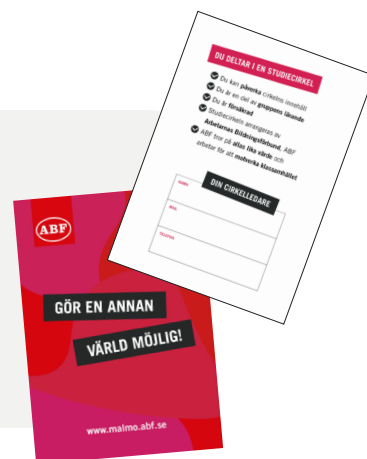 DU DELTAR I EN STUDIECIRKEL
Du kan påverka cirkelns innehåll
Du är en del av gruppens lärande
Du är försäkrad
Studiecirkeln arrangeras av
Arbetarnas Bildningsförbund, ABF
ABF tror på allas lika värde och
arbetar för att motverka klassamhället
DIN CIRKELLEDARE
NAMN
MAIL
TELEFON
ABF
GÖR EN ANNAN
VÄRLD MÖJLIG!
www.malmo.abf.se